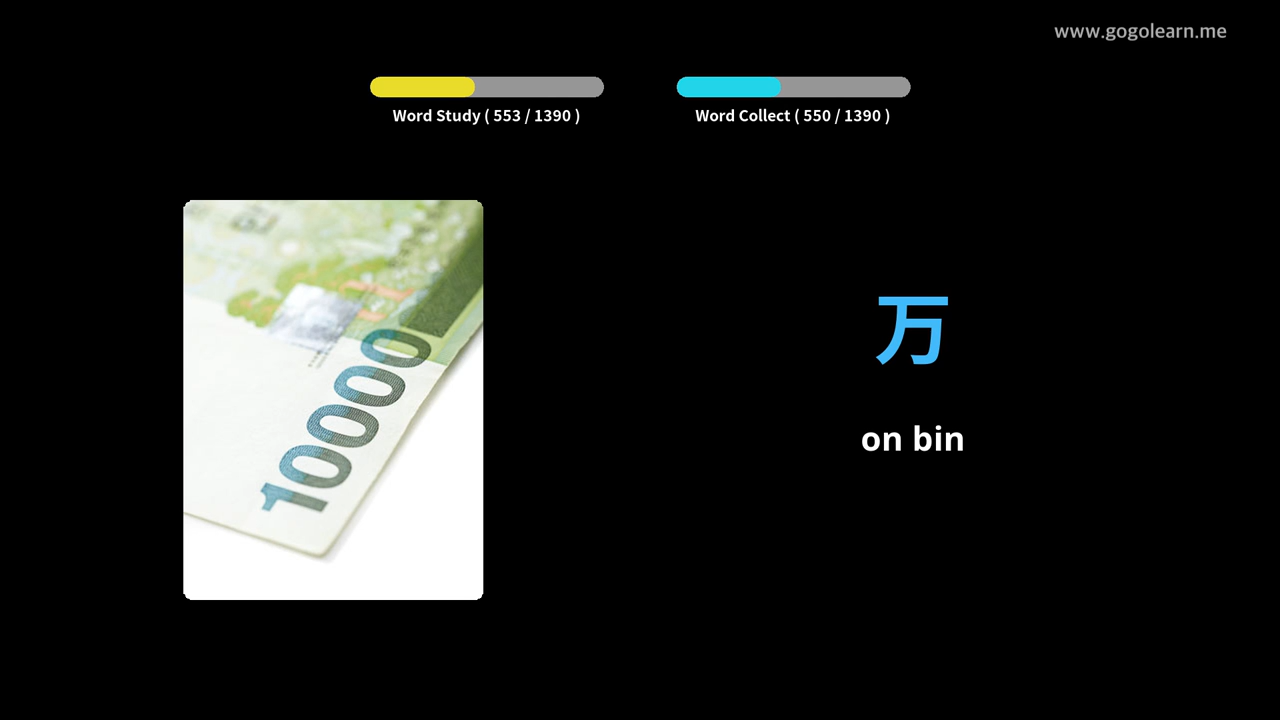 www.gogolearn.me
Word Study ( 553 / 1390 )
Word Collect ( 550 / 1390 )
10000
万
on bin